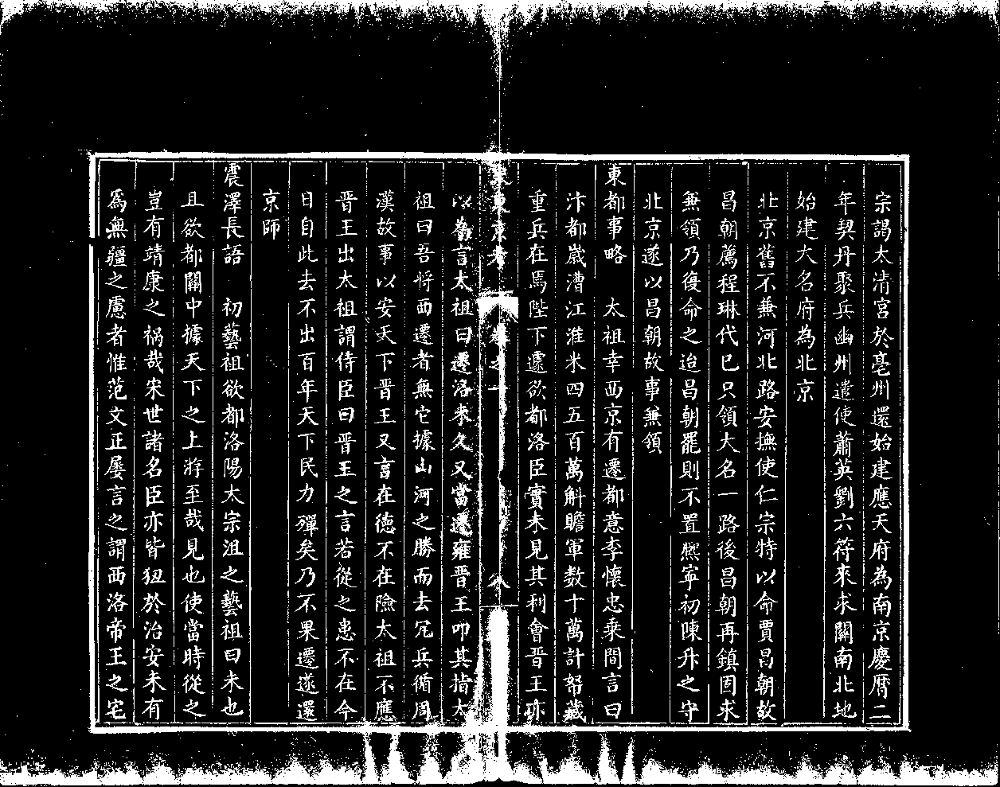 宗謁太清宮於亳州還始建應天府為南京慶曆二
年契丹聚兵幽州遣使蕭英劉六符來求關南北地
始建大名府為北京
北京舊不兼河北路安撫使仁宗特以命賈昌朝故
昌朝薦程琳代已只領大名一路後昌朝再鎮因求
兼領乃復命之迨昌朝罷則不置熈寧初陳升之守
北京遂以昌朝故事兼領
東都事略　太祖幸西京有遷都意李懷忠乘間言曰
汴都嵗漕江淮米四五百萬斛贍軍数十萬計帑藏
重兵在焉陛下遽欲都洛臣實未見其利會晋王亦
東京考
卷之一
八
以為言太祖曰遷洛未久又當遷雍晋王叩其指太
祖曰吾将西遷者無它據山河之勝而去冗兵循周
漢故事以安天下晋王又言在徳不在險太祖不應
晋王出太祖謂侍臣曰晋王之言若從之患不在今
日自此去不出百年天下民力殫矣乃不果遷遂還
京師
震澤長語　初藝祖欲都洛陽太宗沮之藝祖曰未也
且欲都關中據天下之上游至哉見也使當時從之
豈有靖康之禍哉宋世諸名臣亦皆狃於治安未有
為無疆之慮者惟范文正屡言之謂西洛帝王之宅